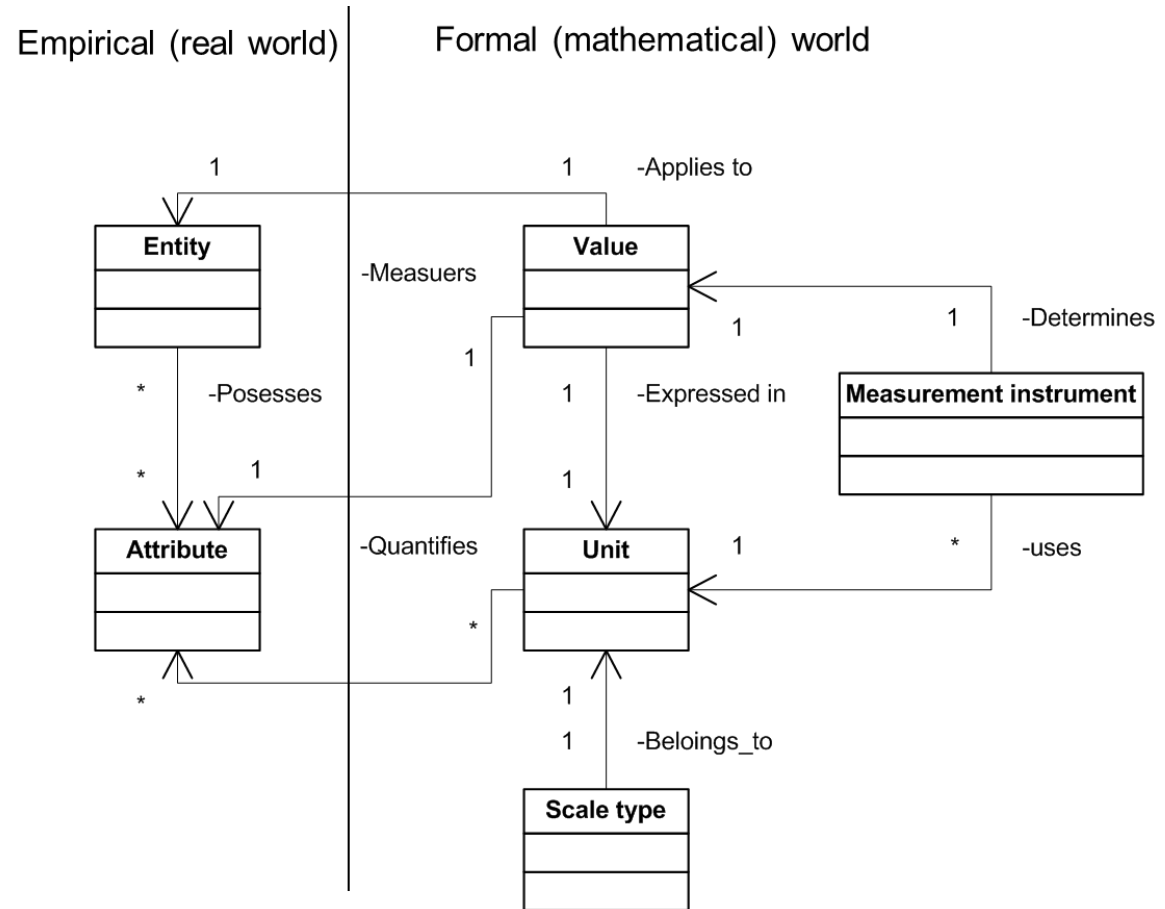 Empirical (real world)
Formal (mathematical) world
1
1
-Applies to
Entity
Value
-Measuers
1
-Determines
1
1
*
-Posesses
1
-Expressed in
Measurement instrument
*
1
1
Attribute
-Quantifies
Unit
1
*
-uses
*
*
1
1
-Beloings_to
Scale type